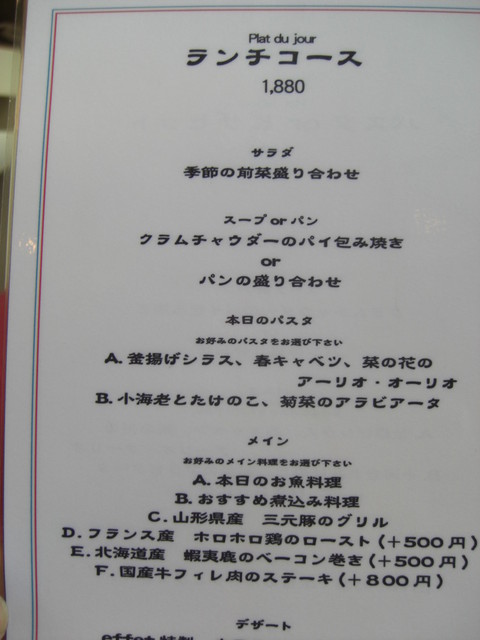 Plat du jour
ランチコース
1,880
サラダ
季節の前菜盛り合わせ
スープ or パン
クラムチャウダーのパイ包み焼き
or
パンの盛り合わせ
本日のパスタ
お好みのパスタをお選び下さい
A.釜揚げシラス、春キャベツ、菜の花の
アーリオ・オーリオ
B.小海老とたけのこ、菊菜のアラビアータ
メイン
お好みのメイン料理をお選び下さい
A.本日のお魚料理
B.おすすめ煮込み料理
C.山形県産 三元豚のグリル
D.フランス産 ホロホロ鶏のロースト(+500円)
E.北海道産 蝦夷鹿のベーコン巻き(+500円)
F.国産牛フィレ肉のステーキ(+800円)
デザート